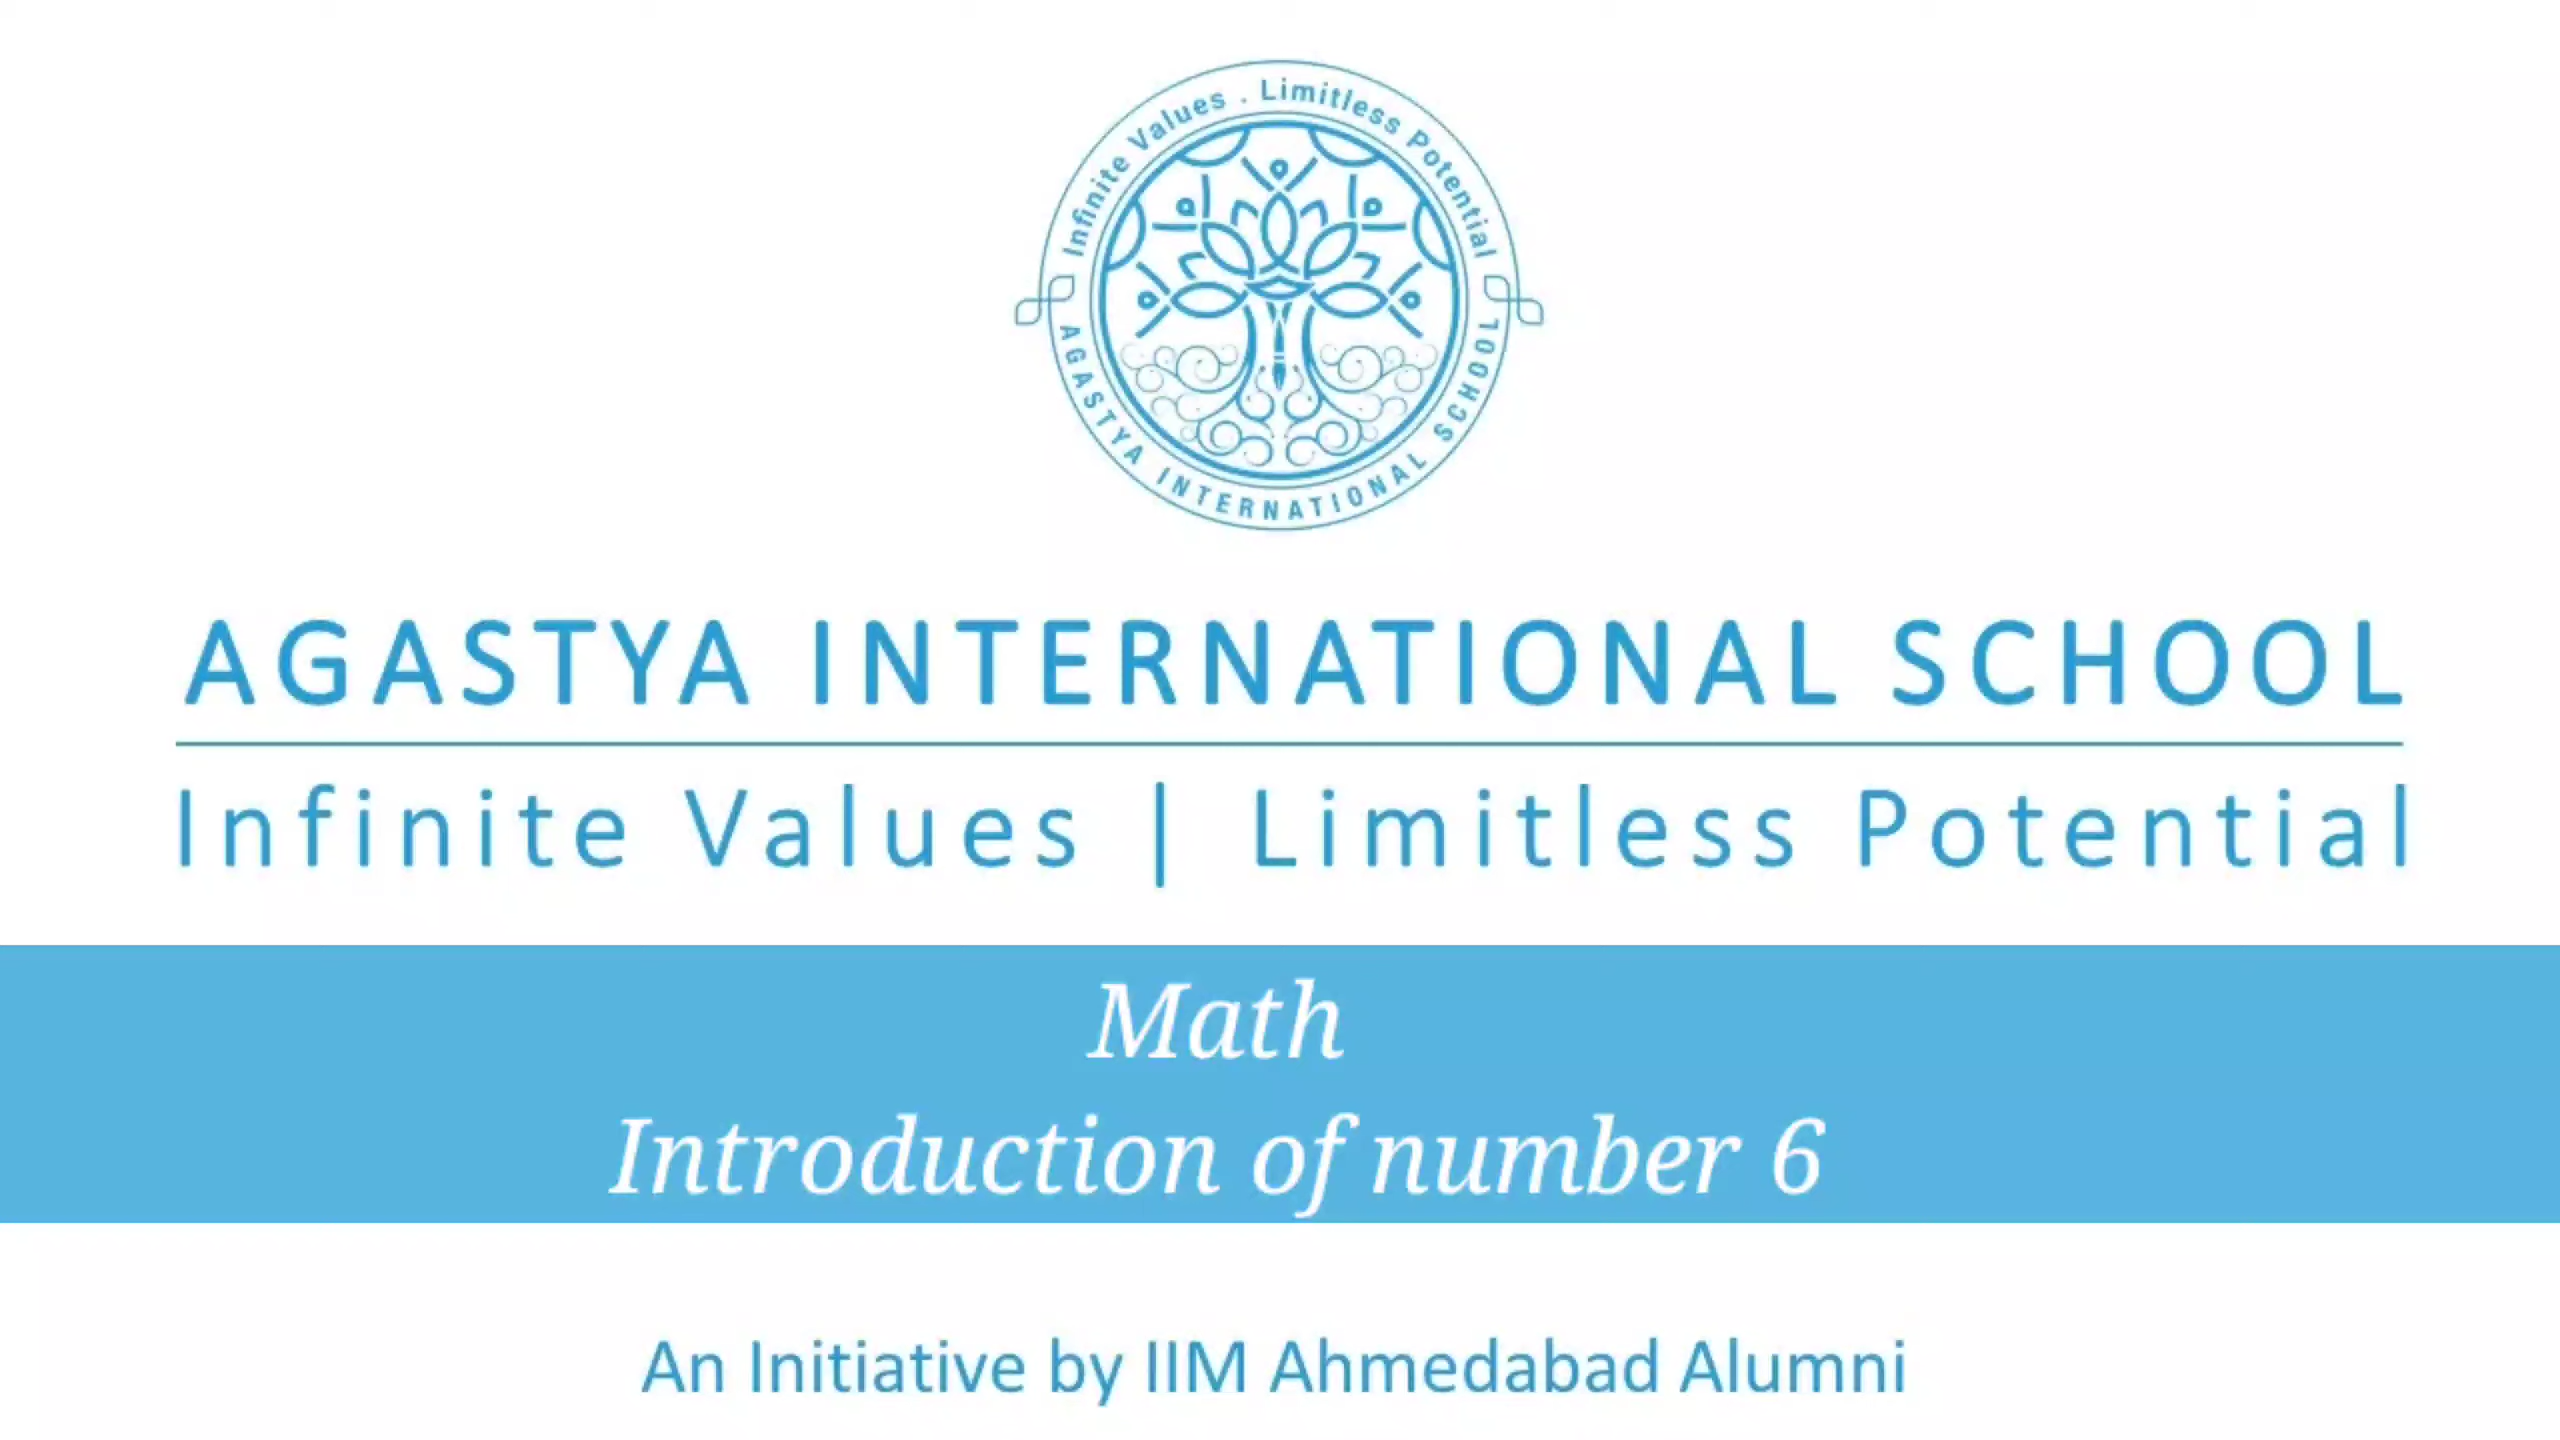 Infinite Values . Limitless Potential
AGASTYA INTERNATIONAL SCHOOL
AGASTYA INTERNATIONAL SCHOOL
Infinite Values | Limitless Potential
Math
Introduction of number 6
An Initiative by IIM Ahmedabad Alumni